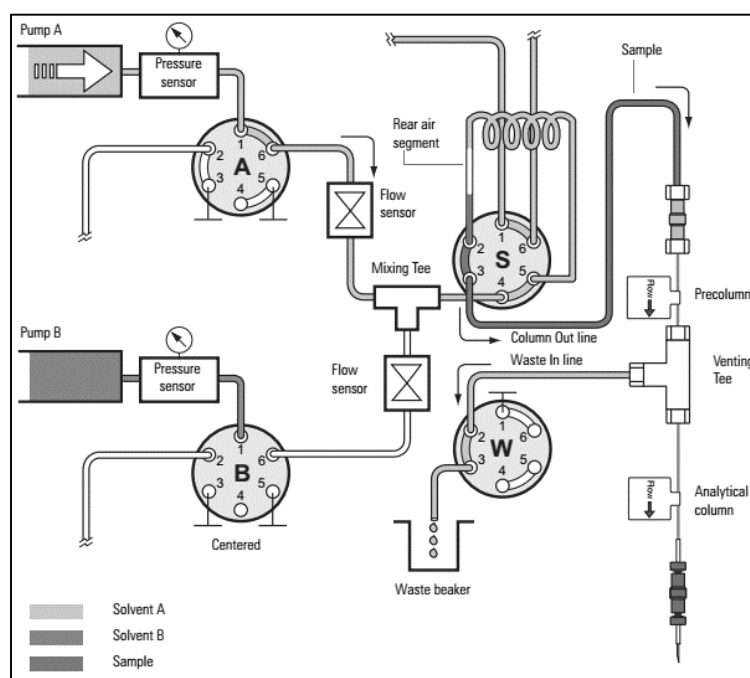 Pump A
Pressure
sensor
Sample
Rear air
segment
1
2
6
A
3
5
4
Flow
sensor
1
2
6
S
3
5
4
Mixing Tee
Flow
Precolumn
Column Out line
Waste In line
Venting
Tee
Pump B
Pressure
sensor
Flow
sensor
1
2
6
B
3
5
4
Centered
1
2
6
W
3
5
4
Flow
Analytical
column
Waste beaker
Solvent A
Solvent B
Sample